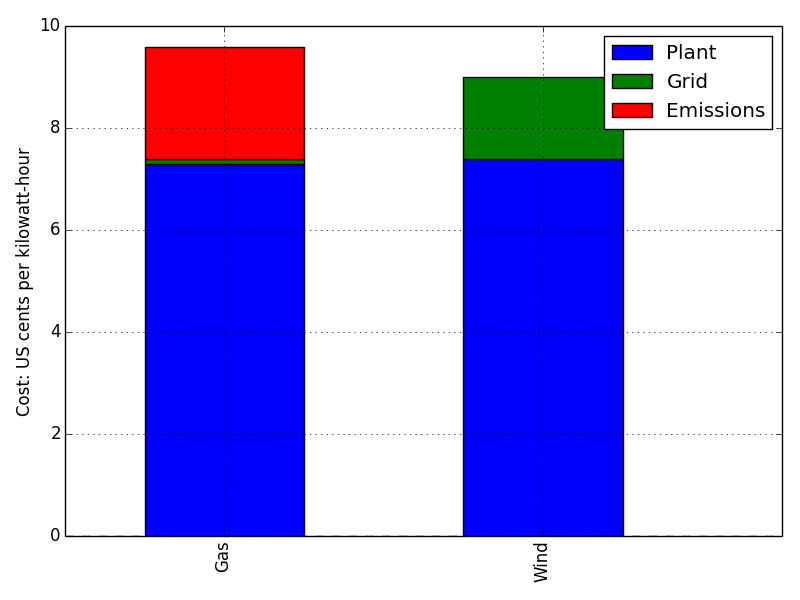 10
8
6
4
2
0
Cost: US cents per kilowatt-hour
Plant
Grid
Emissions
Gas
Wind